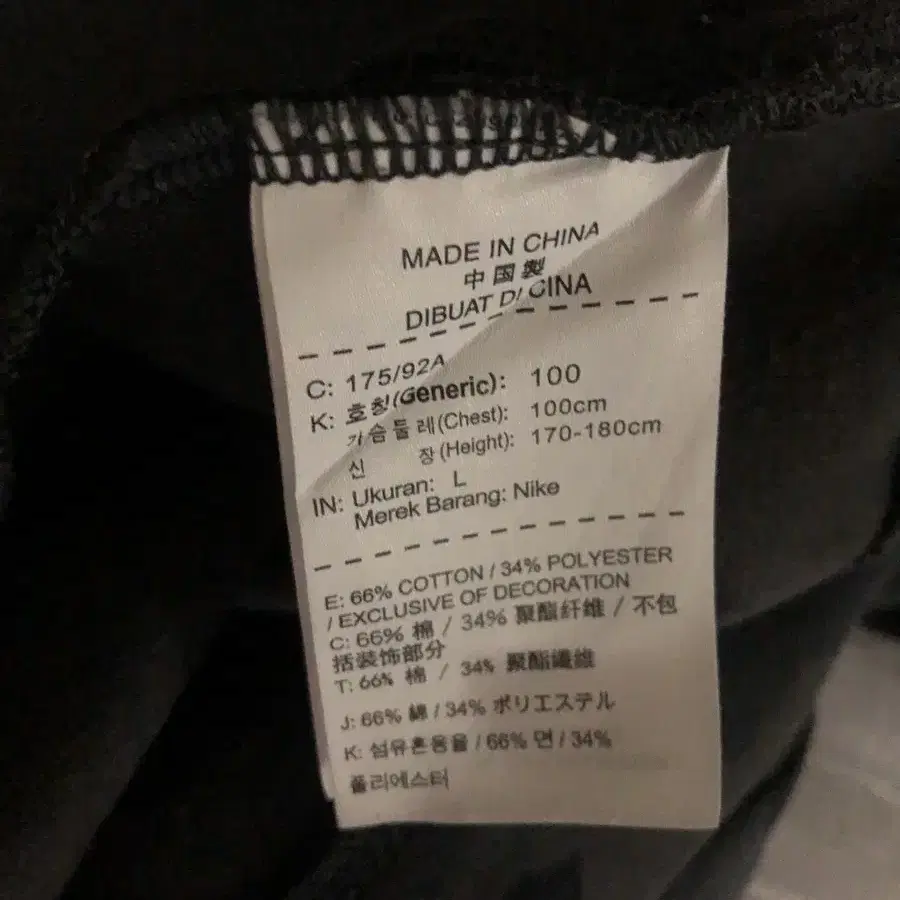 MADE IN CHINA
中国製
DIBUAT DI CINA
C: 175/92A
K: 호칭(Generic): 100
가슴둘레(Chest): 100cm
신 장(Height): 170-180cm
IN: Ukuran: L
Merek Barang: Nike
E: 66% COTTON / 34% POLYESTER
/ EXCLUSIVE OF DECORATION
C: 66% 棉 / 34% 聚酯纤维 / 不包
括装饰部分
T: 66% 棉 / 34% 聚酯纖維
J: 66% 綿 / 34% ポリエステル
K: 섬유혼용율 / 66% 면 / 34%
폴리에스터